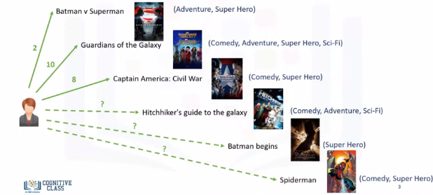 Batman v Superman
(Adventure, Super Hero)
2
Guardians of the Galaxy
(Comedy, Adventure, Super Hero, Sci-Fi)
10
Captain America: Civil War
(Comedy, Super Hero)
8
?
Hitchhiker's guide to the galaxy
(Comedy, Adventure, Sci-Fi)
?
Batman begins
(Super Hero)
?
Spiderman
(Comedy, Super Hero)
COGNITIVE
CLASS
3